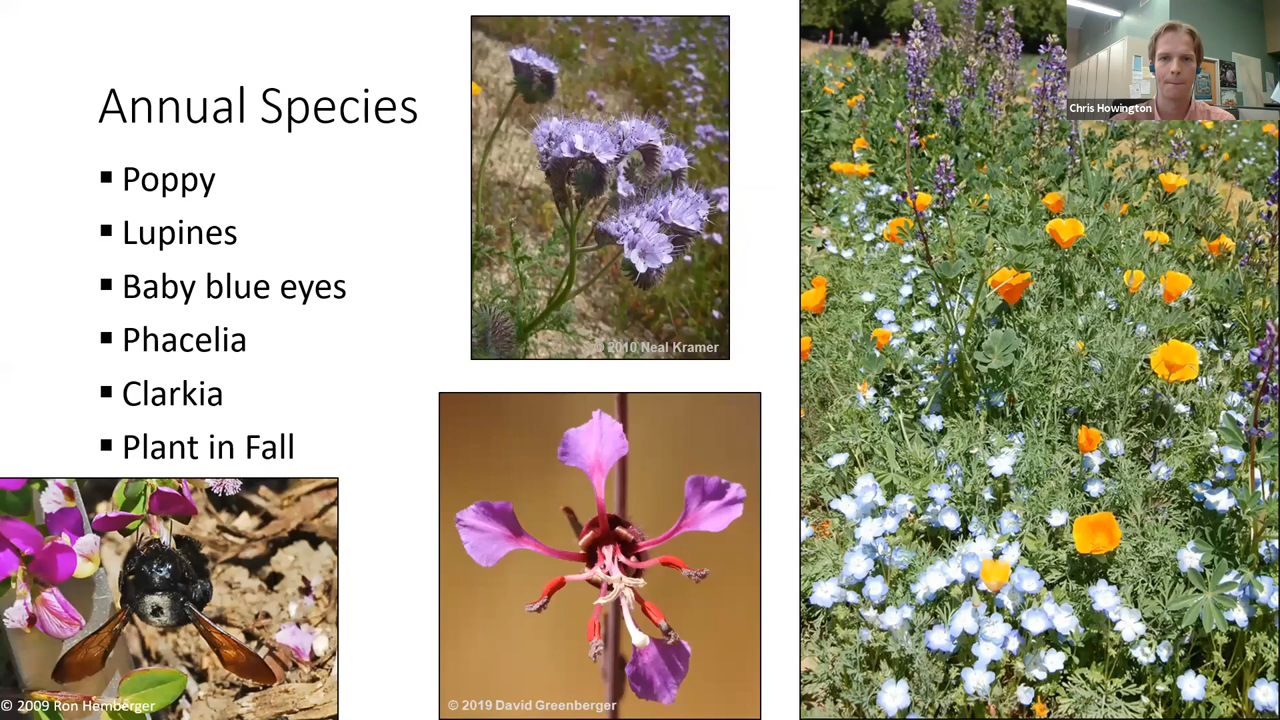 Annual Species
Poppy
Lupines
Baby blue eyes
Phacelia
Clarkia
Plant in Fall
© 2010 Neal Kramer
© 2019 David Greenberger
© 2009 Ron Hemberger
Chris Howington